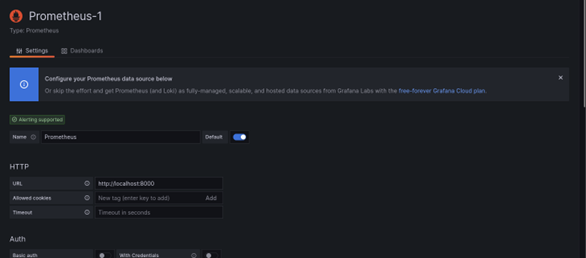 Prometheus-1
Type: Prometheus
Settings Dashboards
Configure your Prometheus data source below
Or skip the effort and get Prometheus (and Loki) as fully-managed, scalable, and hosted data sources from Grafana Labs with the free-forever Grafana Cloud plan.
Alerting supported
Name Prometheus Default
HTTP
URL http://localhost:8000
Allowed cookies New tag (enter key to add) Add
Timeout Timeout in seconds
Auth
Basic auth With Credentials